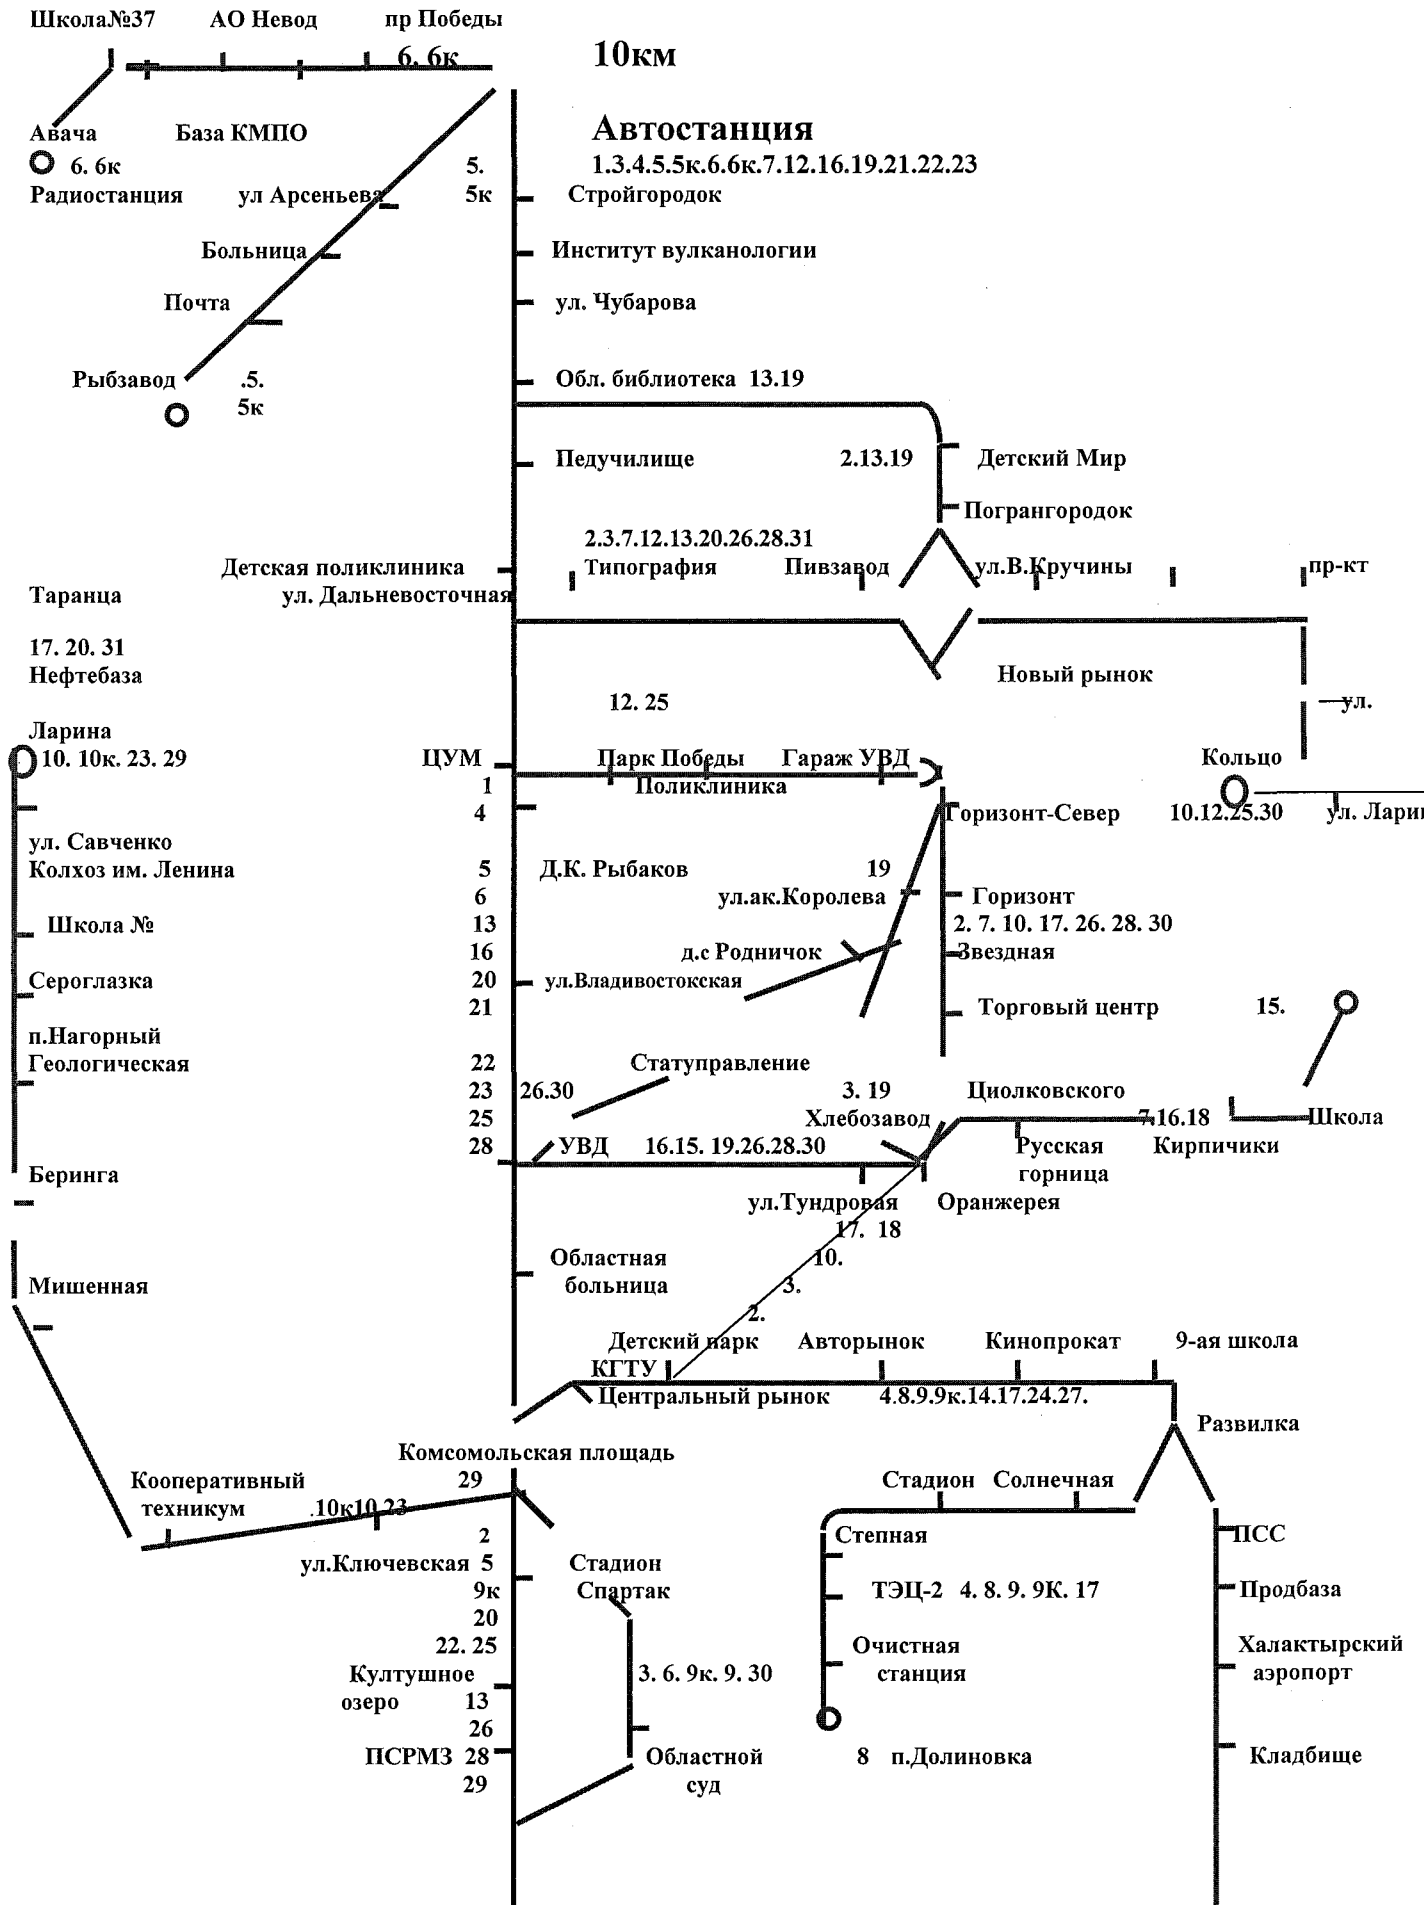 Школа№37 АО Невод пр Победы
6. 6к 10км
Авача База КМПО Автостанция
6. 6к 5. 1.3.4.5.5к.6.6к.7.12.16.19.21.22.23
Радиостанция ул Арсеньева 5к Стройгородок
Больница Институт вулканологии
Почта ул. Чубарова
Рыбзавод .5. Обл. библиотека 13.19
5к
Педучилище 2.13.19 Детский Мир
Погрангородок
2.3.7.12.13.20.26.28.31
Детская поликлиника Типография Пивзавод ул.В.Кручины пр-кт
Таранца ул. Дальневосточная
17. 20. 31
Нефтебаза Новый рынок
12. 25 ул.
Ларина
10. 10к. 23. 29 ЦУМ Парк Победы Гараж УВД Кольцо
1 Поликлиника
4 Горизонт-Север 10.12.25.30 ул. Ларин
ул. Савченко
Колхоз им. Ленина 5 Д.К. Рыбаков 19
6 ул.ак.Королева Горизонт
Школа № 13 2. 7. 10. 17. 26. 28. 30
16 д.с Родничок Звездная
Сероглазка 20 ул.Владивостокская
21 Торговый центр 15.
п.Нагорный
Геологическая 22 Статуправление
23 26.30 3. 19 Циолковского
25 Хлебозавод 7.16.18 Школа
28 УВД 16.15. 19.26.28.30 Русская Кирпичики
Беринга горница
ул.Тундровая Оранжерея
17. 18
Областная 10.
Мишенная больница 3.
2.
Детский парк Авторынок Кинопрокат 9-ая школа
КГТУ
Центральный рынок 4.8.9.9к.14.17.24.27.
Развилка
Комсомольская площадь
Кооперативный 29 Стадион Солнечная
техникум .10к10.23
2 Степная ПСС
ул.Ключевская 5 Стадион
9к Спартак ТЭЦ-2 4. 8. 9. 9К. 17 Продбаза
20
22. 25 Очистная Халактырский
Култушное 3. 6. 9к. 9. 30 станция аэропорт
озеро 13
26
ПСРМЗ 28 Областной 8 п.Долиновка Кладбище
29 суд